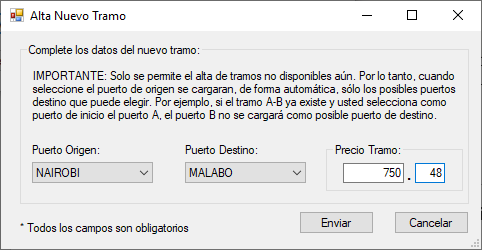 Alta Nuevo Tramo
Complete los datos del nuevo tramo:
IMPORTANTE: Solo se permite el alta de tramos no disponibles aún. Por lo tanto, cuando
seleccione el puerto de origen se cargaran, de forma automática, sólo los posibles puertos
destino que puede elegir. Por ejemplo, si el tramo A-B ya existe y usted selecciona como
puerto de inicio el puerto A, el puerto B no se cargará como posible puerto de destino.
Puerto Origen: Puerto Destino: Precio Tramo:
NAIROBI MALABO 750 . 48
* Todos los campos son obligatorios
Enviar Cancelar